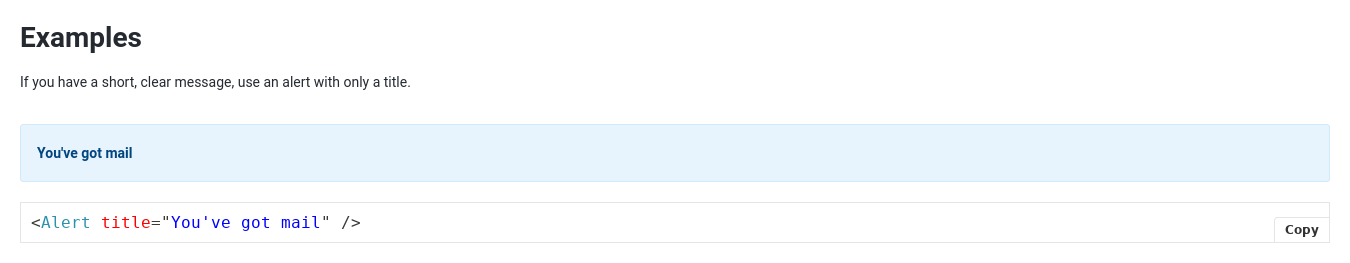 Examples
If you have a short, clear message, use an alert with only a title.
You've got mail
<Alert title="You've got mail" />
Copy